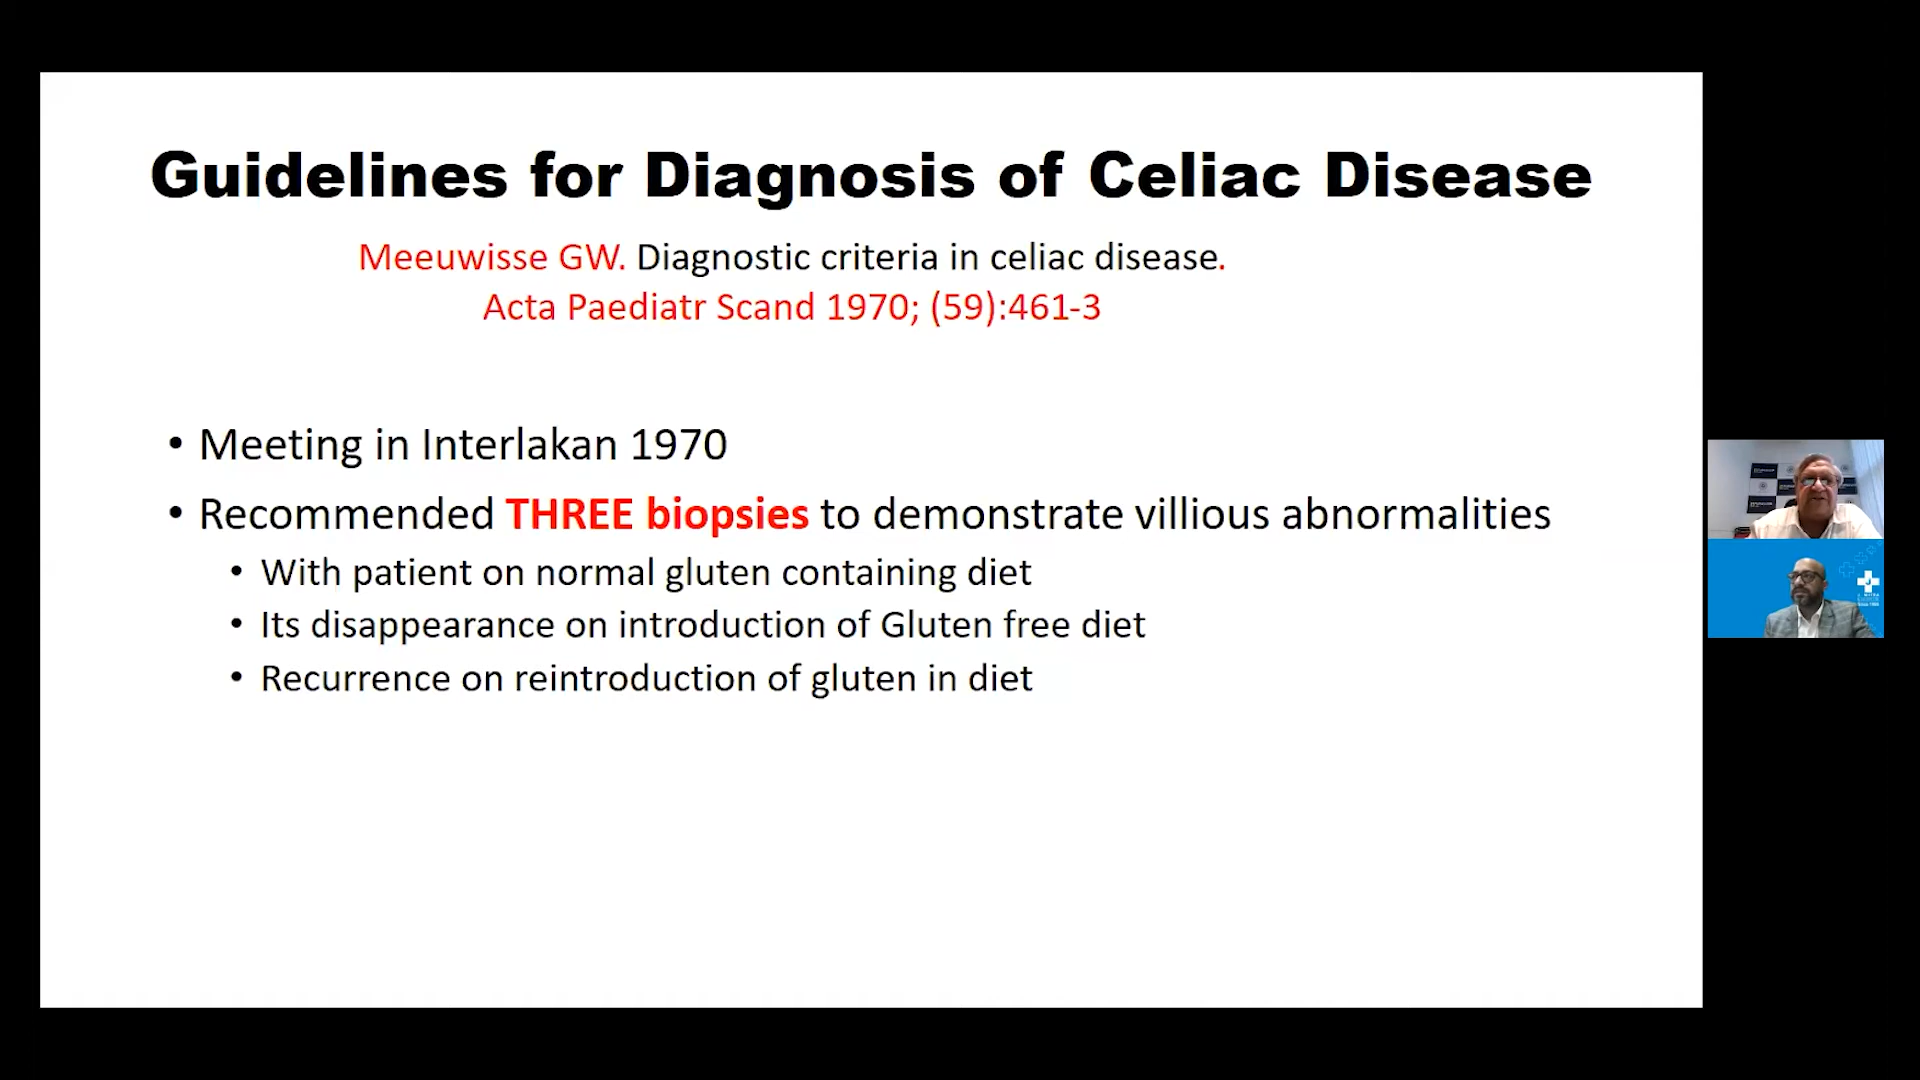 Guidelines for Diagnosis of Celiac Disease
Meeuwisse GW. Diagnostic criteria in celiac disease.
Acta Paediatr Scand 1970; (59):461-3
• Meeting in Interlakan 1970
• Recommended THREE biopsies to demonstrate villious abnormalities
• With patient on normal gluten containing diet
• Its disappearance on introduction of Gluten free diet
• Recurrence on reintroduction of gluten in diet